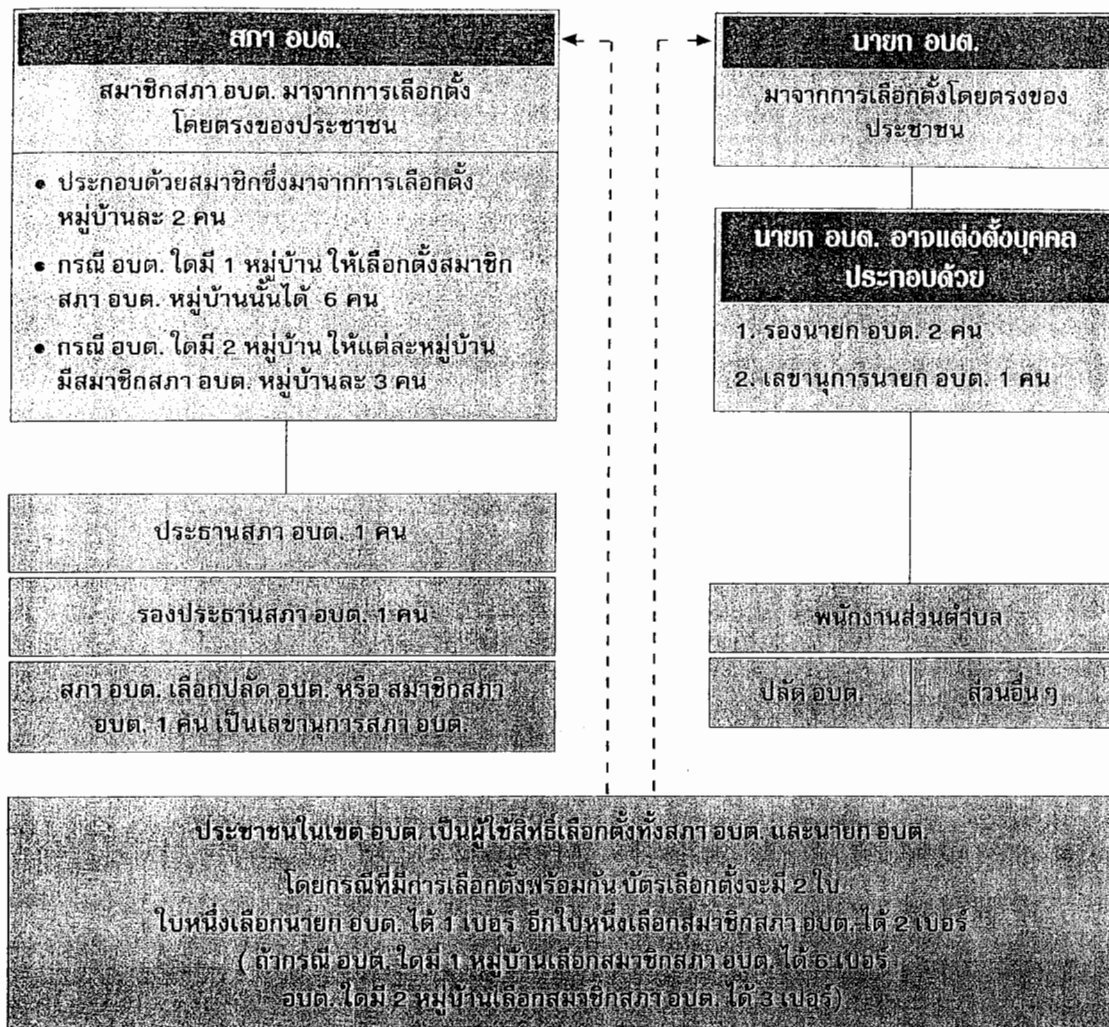 สภา อบต.
สมาชิกสภา อบต. มาจากการเลือกตั้ง
โดยตรงของประชาชน
• ประกอบด้วยสมาชิกซึ่งมาจากการเลือกตั้ง
หมู่บ้านละ 2 คน
• กรณี อบต. ใดมี 1 หมู่บ้าน ให้เลือกตั้งสมาชิก
สภา อบต. หมู่บ้านนั้นได้ 6 คน
• กรณี อบต. ใดมี 2 หมู่บ้าน ให้แต่ละหมู่บ้าน
มีสมาชิกสภา อบต. หมู่บ้านละ 3 คน
ประธานสภา อบต. 1 คน
รองประธานสภา อบต. 1 คน
สภา อบต. เลือกปลัด อบต. หรือ สมาชิกสภา
อบต. 1 คน เป็นเลขานุการสภา อบต.
นายก อบต.
มาจากการเลือกตั้งโดยตรงของ
ประชาชน
นายก อบต. อาจแต่งตั้งบุคคล
ประกอบด้วย
1. รองนายก อบต. 2 คน
2. เลขานุการนายก อบต. 1 คน
พนักงานส่วนตำบล
ปลัด อบต.
ส่วนอื่น ๆ
ประชาชนในเขต อบต. เป็นผู้ใช้สิทธิ์เลือกตั้งทั้งสภา อบต. และนายก อบต.
โดยกรณีที่มีการเลือกตั้งพร้อมกัน บัตรเลือกตั้งจะมี 2 ใบ
ใบหนึ่งเลือกนายก อบต. ได้ 1 เบอร์ อีกใบหนึ่งเลือกสมาชิกสภา อบต. ได้ 2 เบอร์
( ถ้ากรณี อบต. ใดมี 1 หมู่บ้านเลือกสมาชิกสภา อบต. ได้ 6 เบอร์
อบต. ใดมี 2 หมู่บ้านเลือกสมาชิกสภา อบต. ได้ 3 เบอร์)